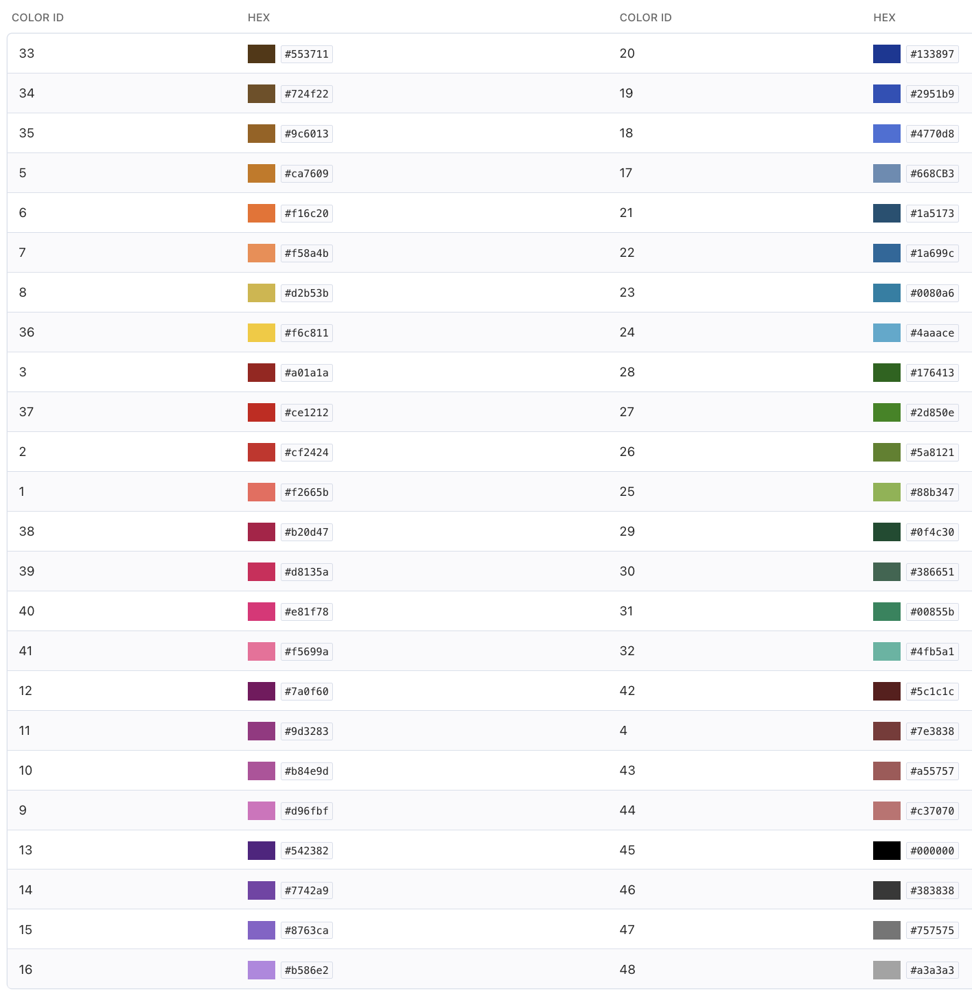 COLOR ID HEX COLOR ID HEX
33 #553711 20 #133897
34 #724f22 19 #2951b9
35 #9c6013 18 #4770d8
5 #ca7609 17 #668CB3
6 #f16c20 21 #1a5173
7 #f58a4b 22 #1a699c
8 #d2b53b 23 #0080a6
36 #f6c811 24 #4aaace
3 #a01a1a 28 #176413
37 #ce1212 27 #2d850e
2 #cf2424 26 #5a8121
1 #f2665b 25 #88b347
38 #b20d47 29 #0f4c30
39 #d8135a 30 #386651
40 #e81f78 31 #00855b
41 #f5699a 32 #4fb5a1
12 #7a0f60 42 #5c1c1c
11 #9d3283 4 #7e3838
10 #b84e9d 43 #a55757
9 #d96fbf 44 #c37070
13 #542382 45 #000000
14 #7742a9 46 #383838
15 #8763ca 47 #757575
16 #b586e2 48 #a3a3a3